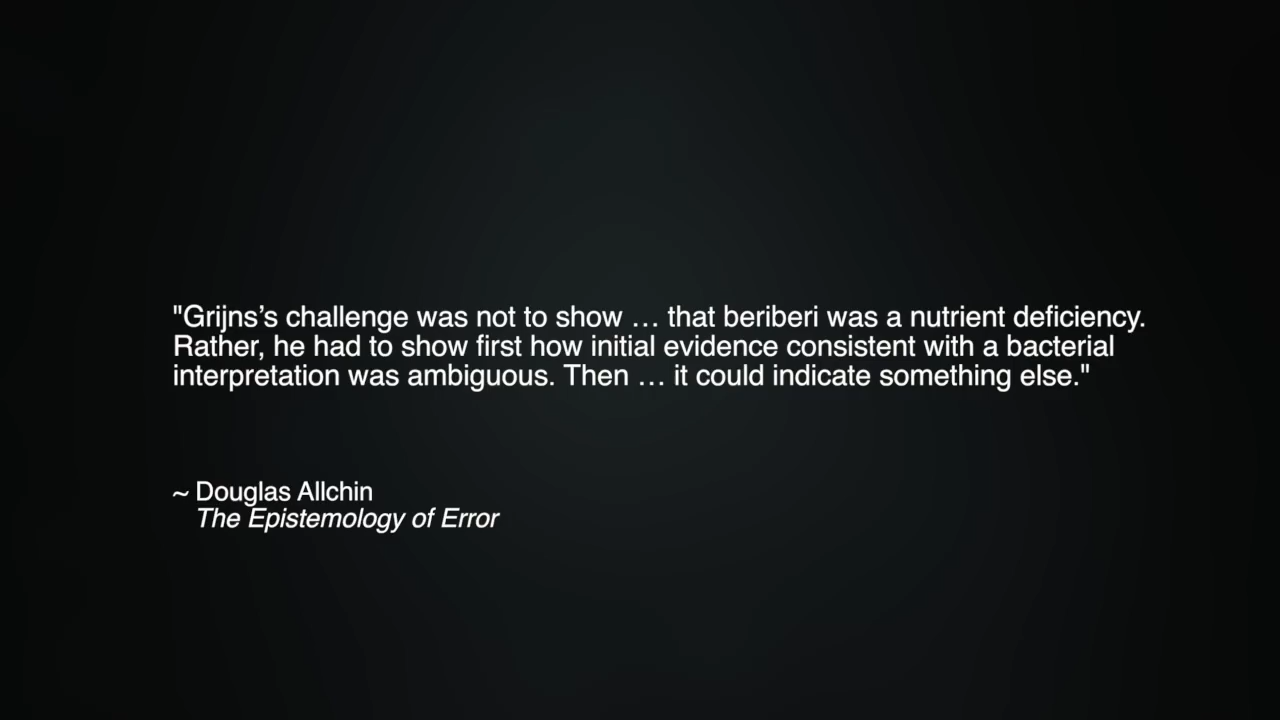 "Grijns’s challenge was not to show … that beriberi was a nutrient deficiency.
Rather, he had to show first how initial evidence consistent with a bacterial
interpretation was ambiguous. Then … it could indicate something else."
~ Douglas Allchin
The Epistemology of Error